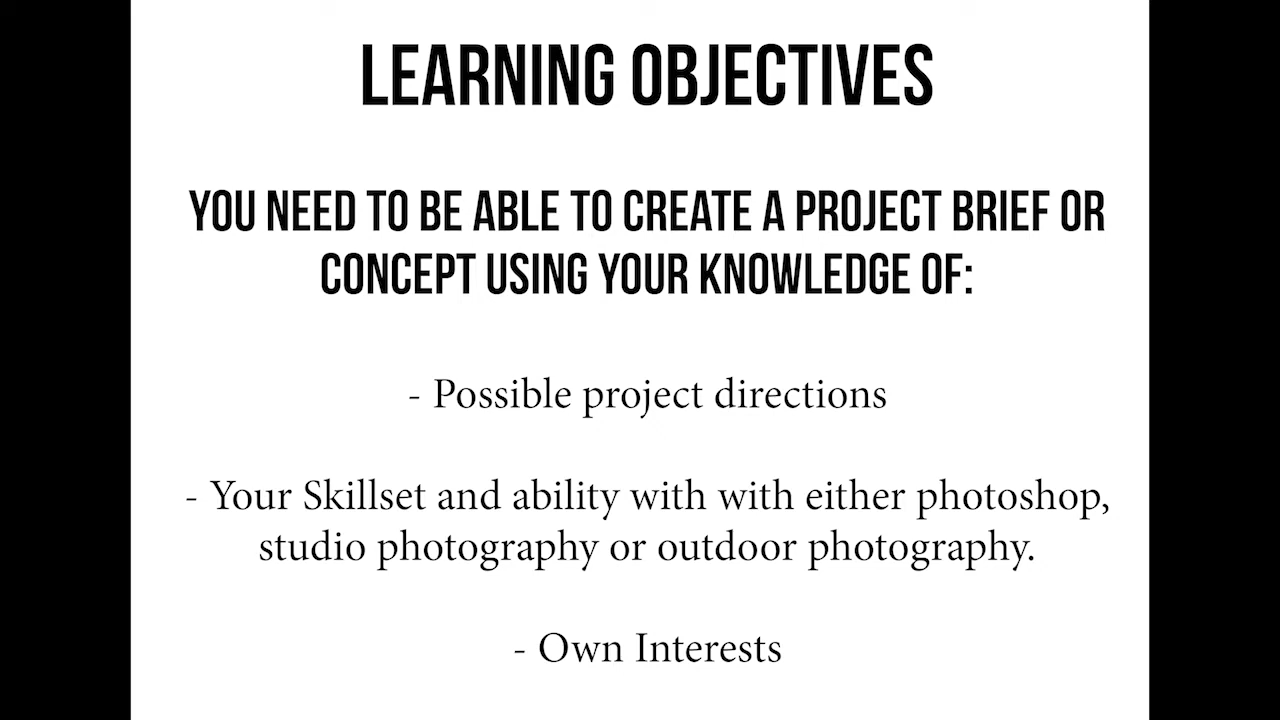 LEARNING OBJECTIVES
YOU NEED TO BE ABLE TO CREATE A PROJECT BRIEF OR
CONCEPT USING YOUR KNOWLEDGE OF:
- Possible project directions
- Your Skillset and ability with with either photoshop,
studio photography or outdoor photography.
- Own Interests